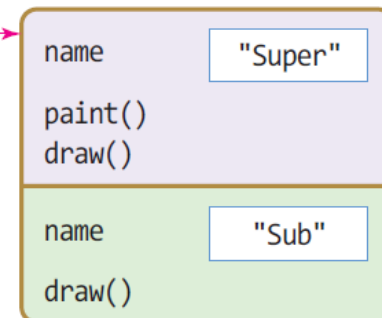 name "Super"
paint()
draw()
name "Sub"
draw()